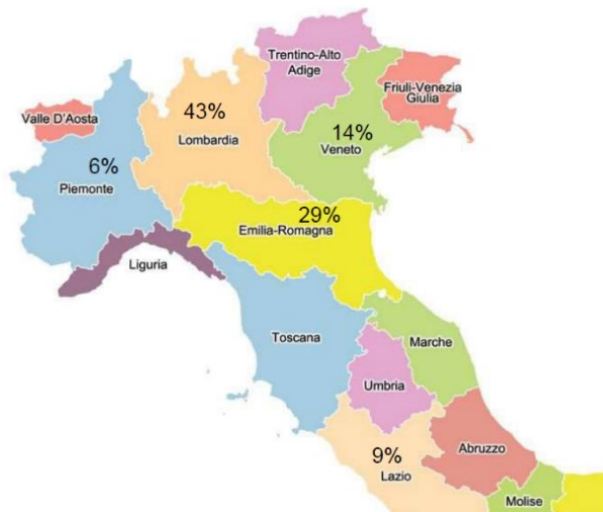 Trentino-Alto
Adige
Friuli-Venezia
Giulia
Valle D'Aosta
43%
Lombardia
14%
Veneto
6%
Piemonte
29%
Emilia-Romagna
Liguria
Toscana
Marche
Umbria
9%
Lazio
Abruzzo
Molise